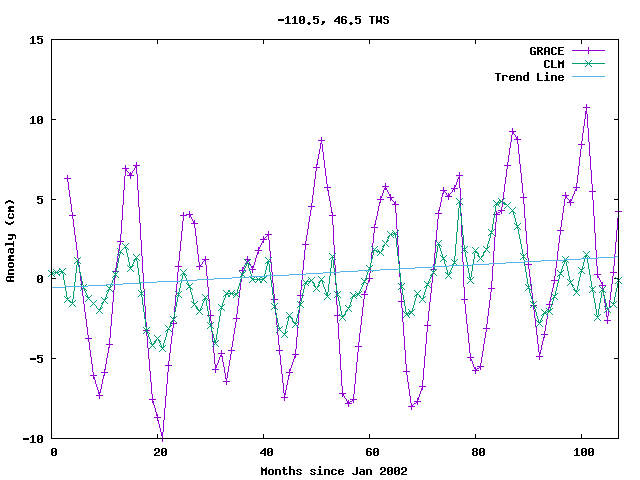 -110.5, 46.5 TWS
15
GRACE
CLM
Trend Line
10
5
Anomaly (cm)
0
-5
-10
0 20 40 60 80 100
Months since Jan 2002